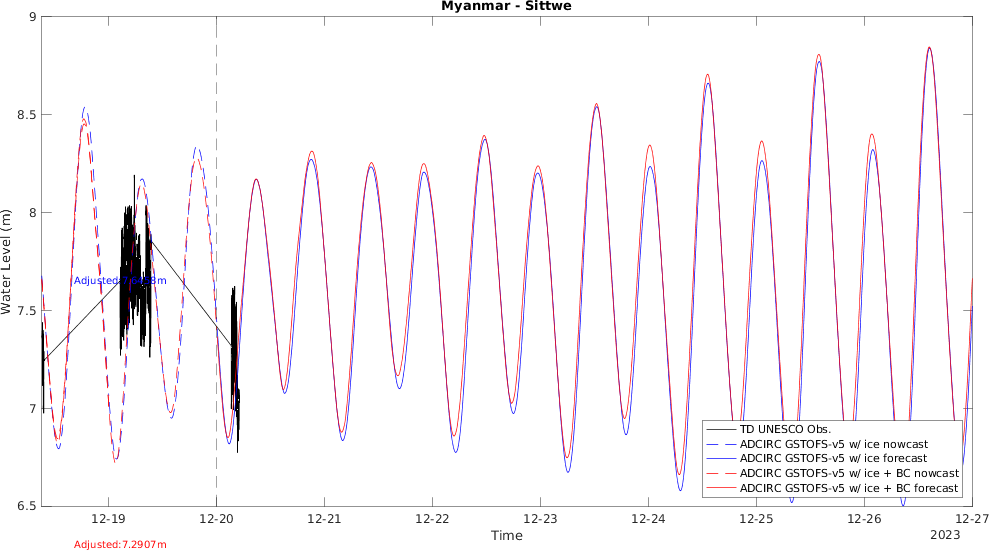 Myanmar - Sittwe
9
8.5
8
7.5
7
6.5
Water Level (m)
Adjusted:
m
TD UNESCO Obs.
ADCIRC GSTOFS-v5 w/ ice nowcast
ADCIRC GSTOFS-v5 w/ ice forecast
ADCIRC GSTOFS-v5 w/ ice + BC nowcast
ADCIRC GSTOFS-v5 w/ ice + BC forecast
12-19 12-20 12-21 12-22 12-23 12-24 12-25 12-26 12-27
Time
2023
Adjusted:7.2907m